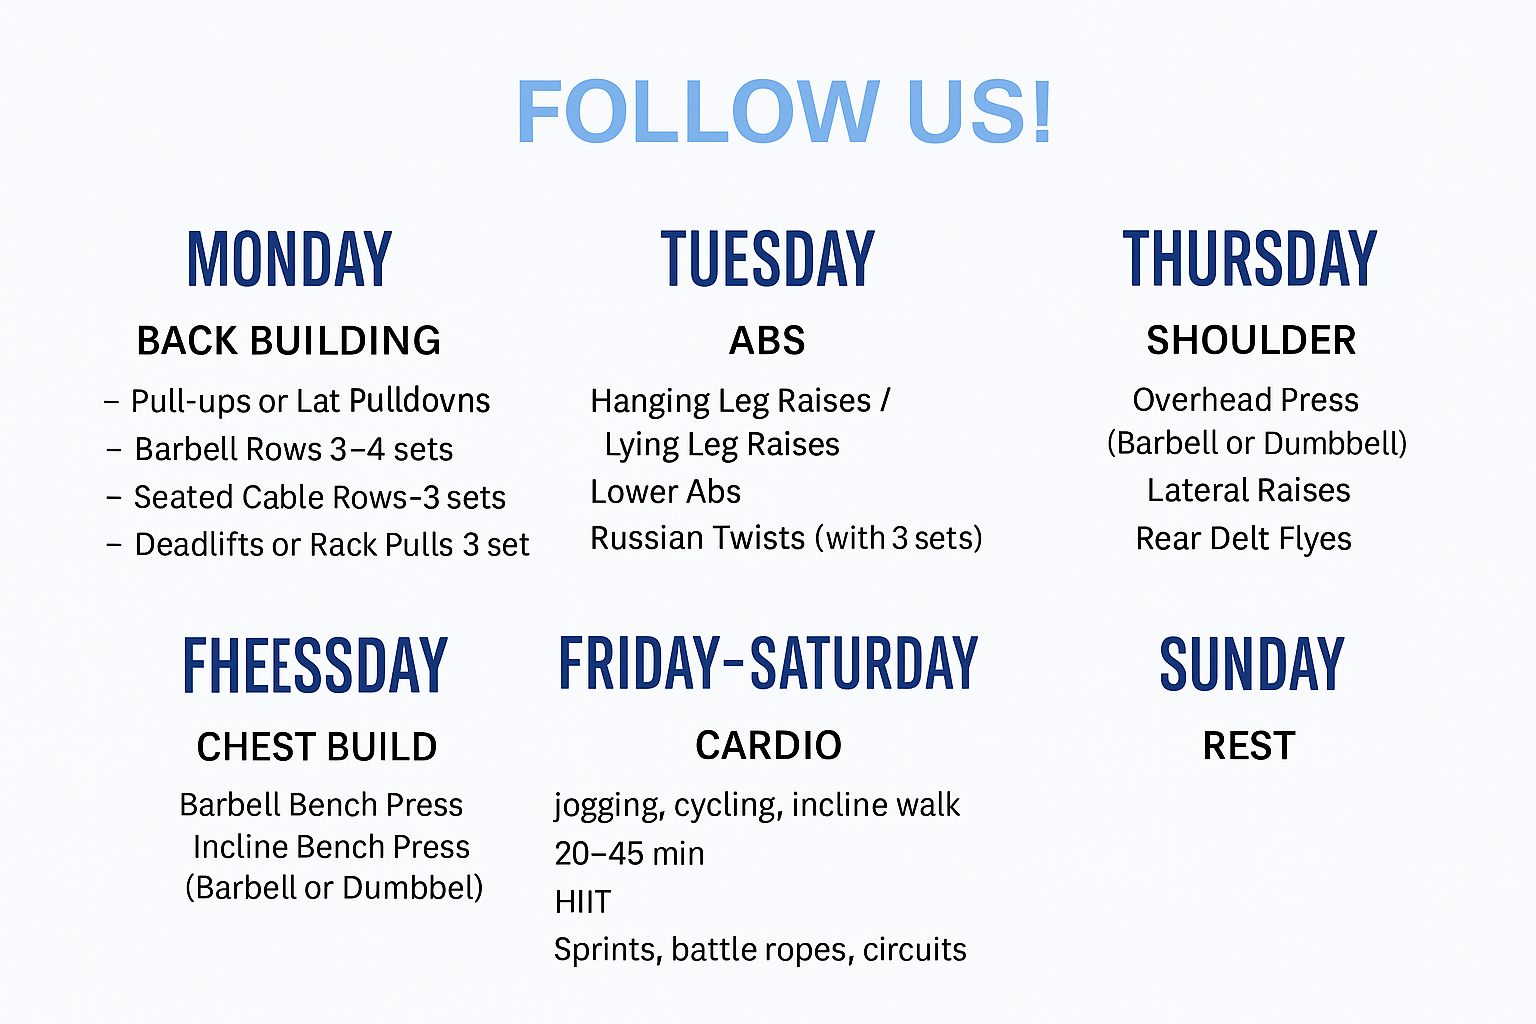 FOLLOW US!
MONDAY
BACK BUILDING
– Pull-ups or Lat Pulldovns
– Barbell Rows 3–4 sets
– Seated Cable Rows-3 sets
– Deadlifts or Rack Pulls 3 set
TUESDAY
ABS
Hanging Leg Raises /
Lying Leg Raises
Lower Abs
Russian Twists (with 3 sets)
THURSDAY
SHOULDER
Overhead Press
(Barbell or Dumbbell)
Lateral Raises
Rear Delt Flyes
FHEESSDAY
CHEST BUILD
Barbell Bench Press
Incline Bench Press
(Barbell or Dumbbel)
FRIDAY–SATURDAY
CARDIO
jogging, cycling, incline walk
20–45 min
HIIT
Sprints, battle ropes, circuits
SUNDAY
REST